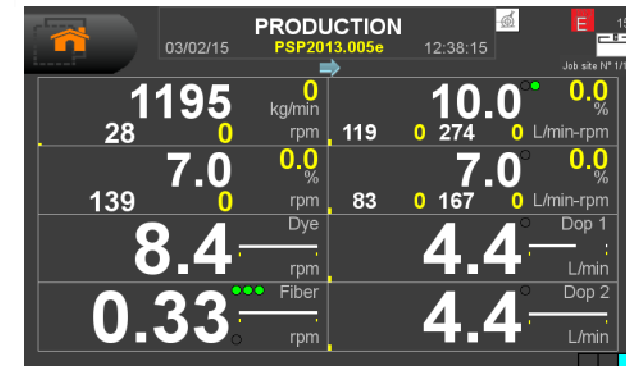 PRODUCTION
E
03/02/15 PSP2013.005e 12:38:15
Job site N° 1/1
1195 0 kg/min
28 0 rpm
10.0 0.0 %
119 0 274 0 L/min-rpm
7.0 0.0 %
139 0 rpm
7.0 0.0 %
83 0 167 0 L/min-rpm
Dye
8.4
rpm
Dop 1
4.4
L/min
Fiber
0.33
rpm
Dop 2
4.4
L/min